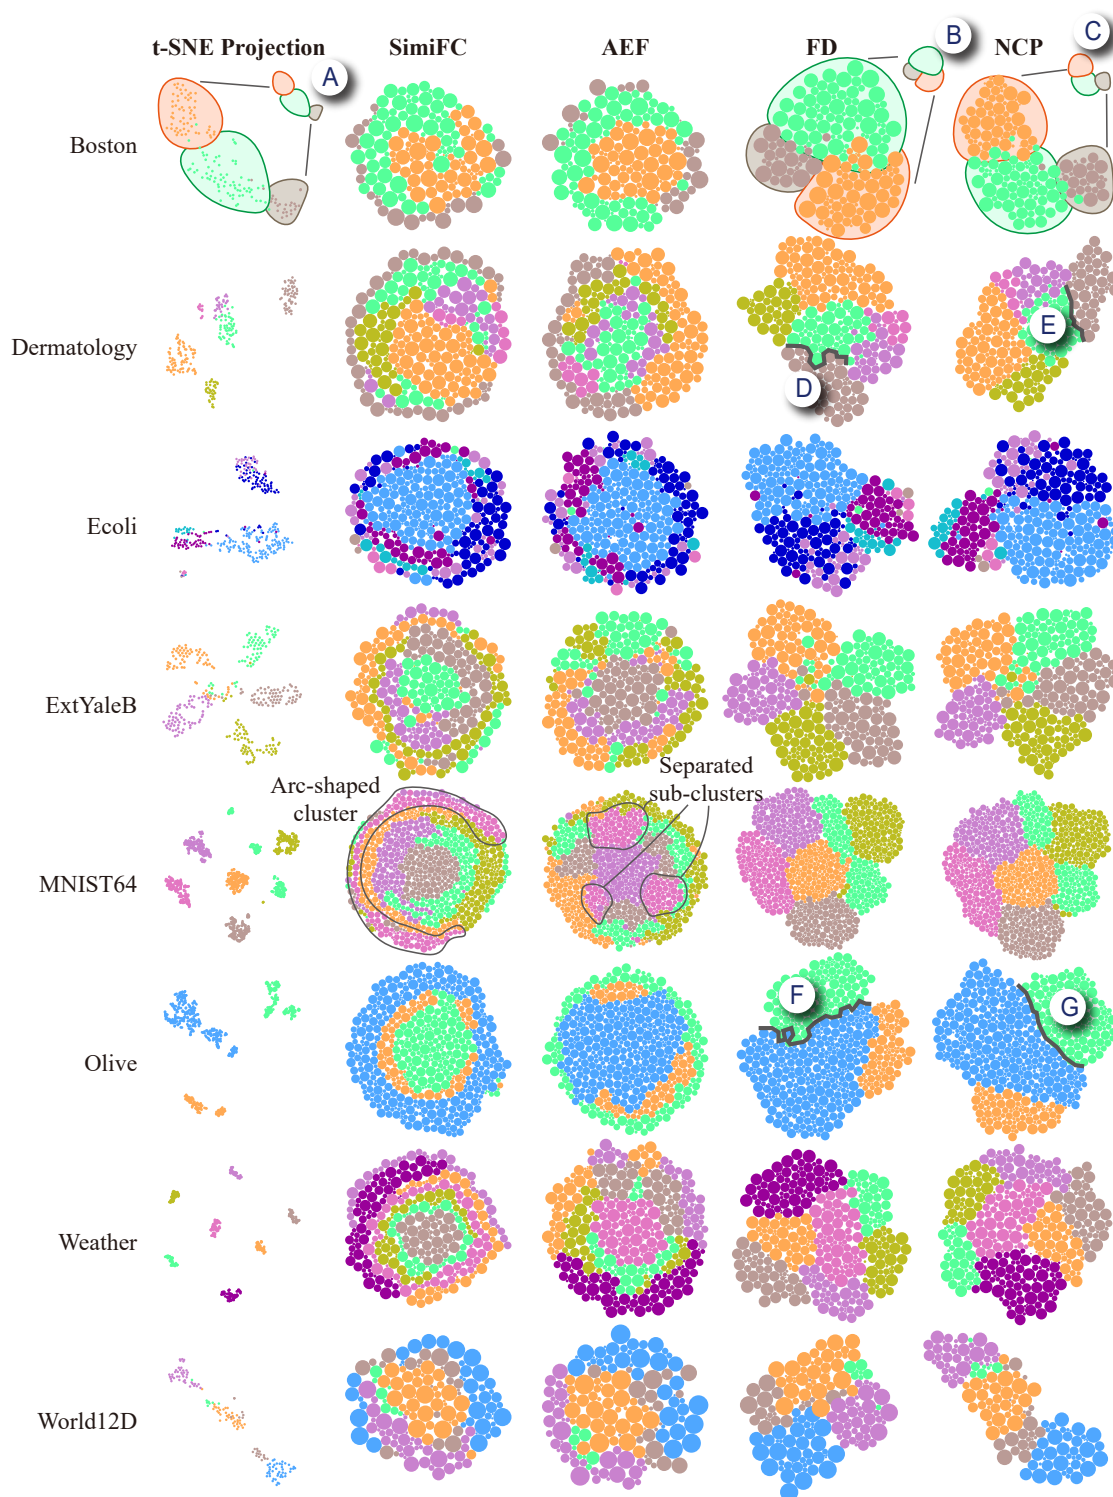 t-SNE Projection
SimiFC
AEF
FD
NCP
A
B
C
Boston
Dermatology
D
E
Ecoli
ExtYaleB
Arc-shaped
cluster
Separated
sub-clusters
MNIST64
F
G
Olive
Weather
World12D